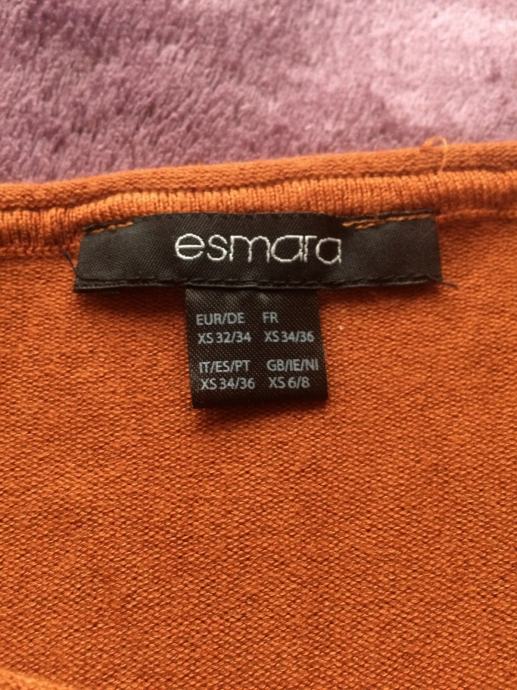 esmara
EUR/DE FR
XS 32/34 XS 34/36
IT/ES/PT GB/IE/NI
XS 34/36 XS 6/8